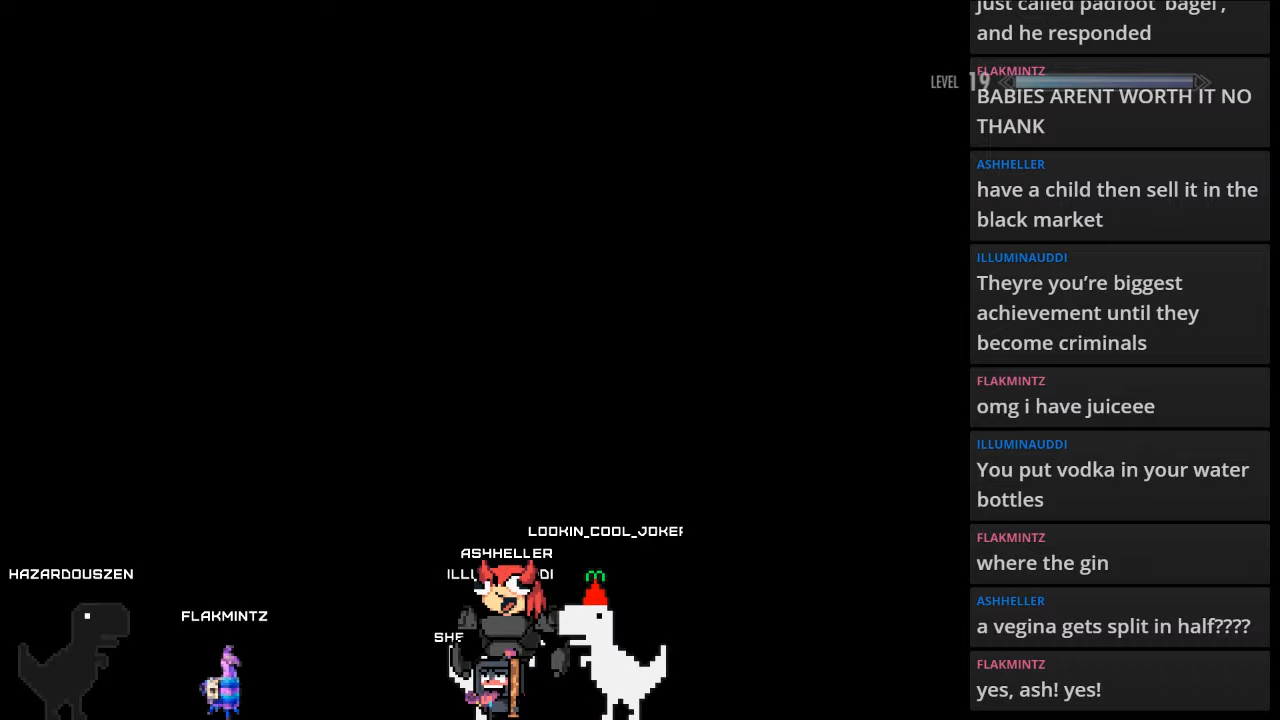 just called padfoot 'bagel',
and he responded
LEVEL 19
FLAKMINTZ
BABIES ARENT WORTH IT NO
THANK
ASHHELLER
have a child then sell it in the
black market
ILLUMINAUDDI
Theyre you’re biggest
achievement until they
become criminals
FLAKMINTZ
omg i have juiceee
ILLUMINAUDDI
You put vodka in your water
bottles
FLAKMINTZ
where the gin
ASHHELLER
a vegina gets split in half????
FLAKMINTZ
yes, ash! yes!
LOOKIN_COOL_JOKER
ASHHELLER
HAZARDOUSZEN
FLAKMINTZ